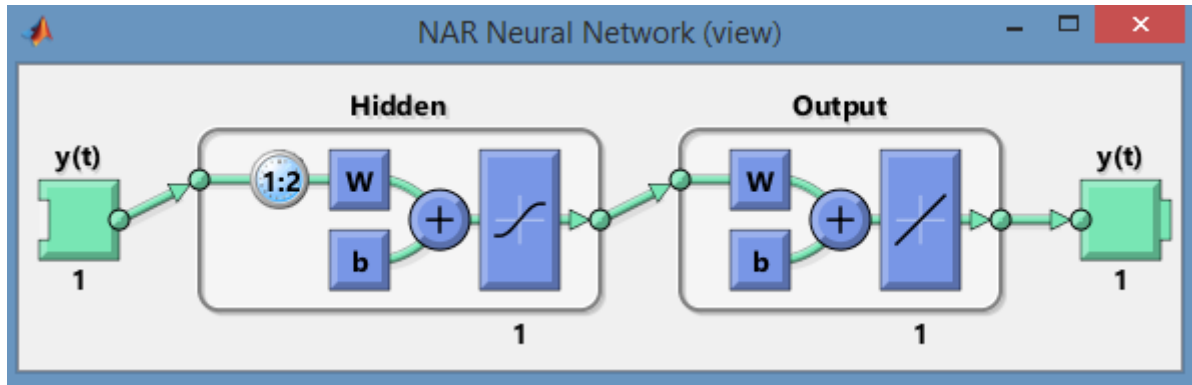 NAR Neural Network (view)
Hidden
Output
y(t)
1:2
W
b
+
1
W
b
+
1
y(t)
1
1